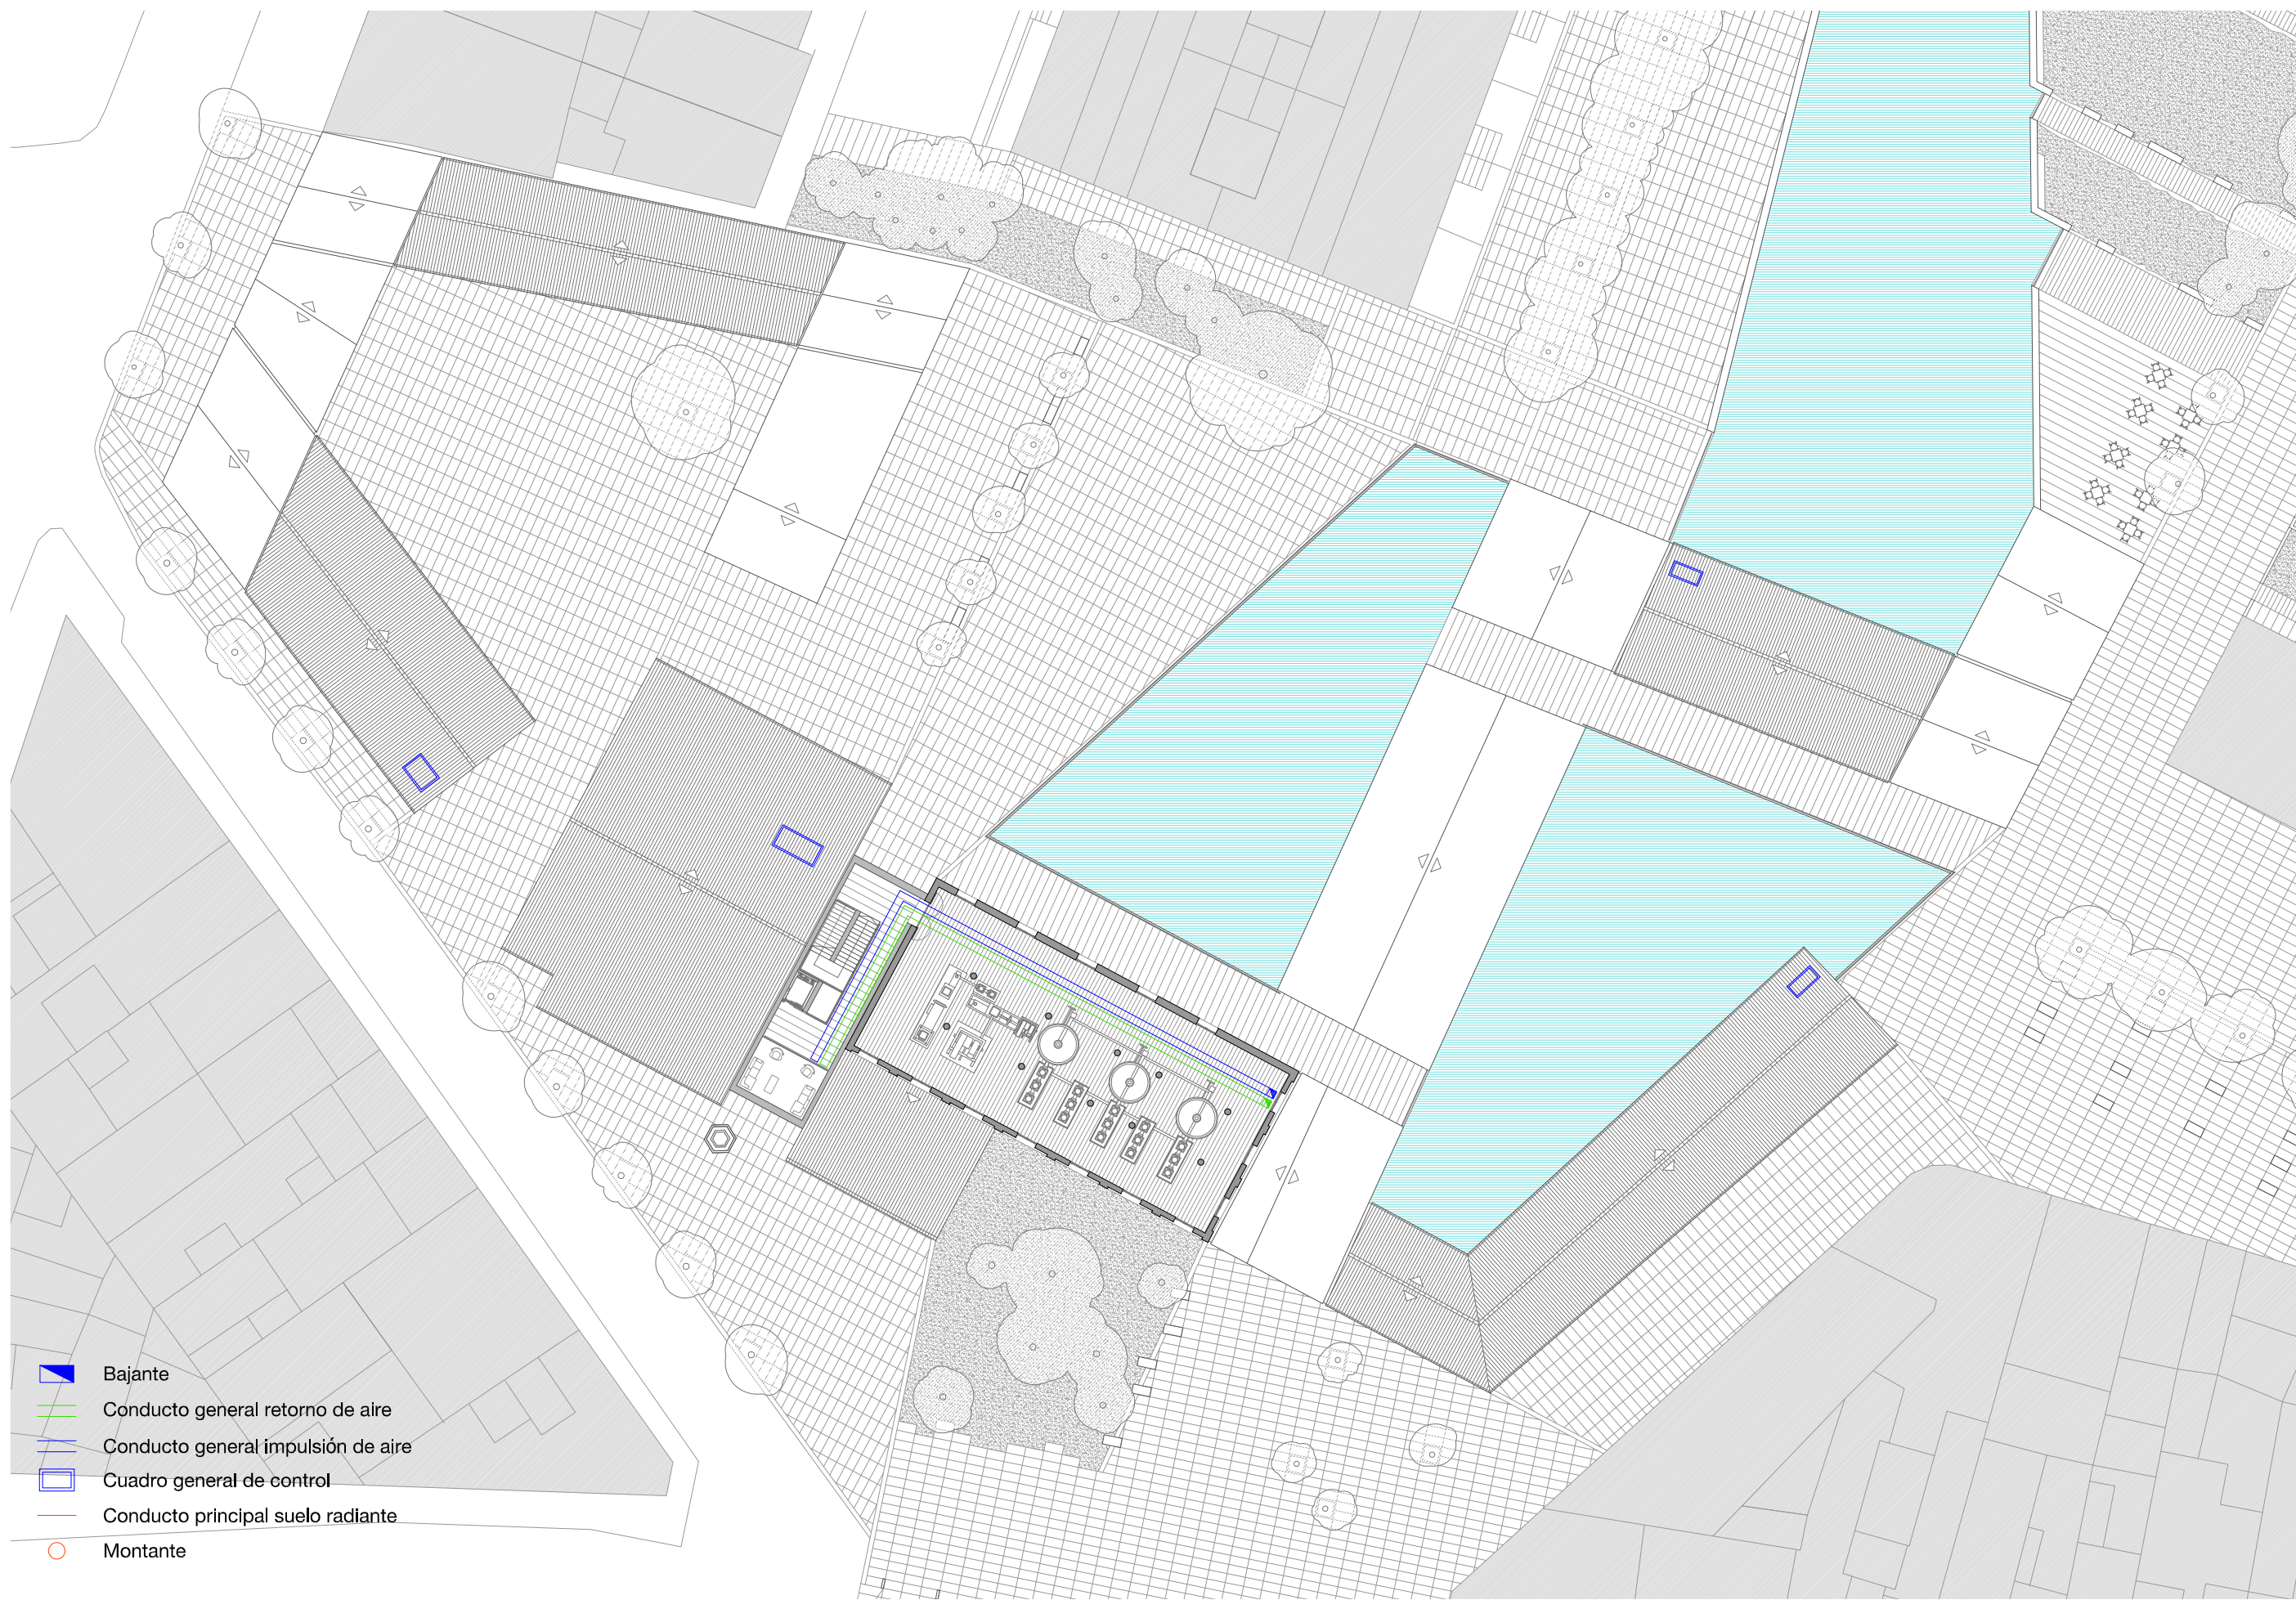 Bajante
Conducto general retorno de aire
Conducto general impulsión de aire
Cuadro general de control
Conducto principal suelo radiante
Montante